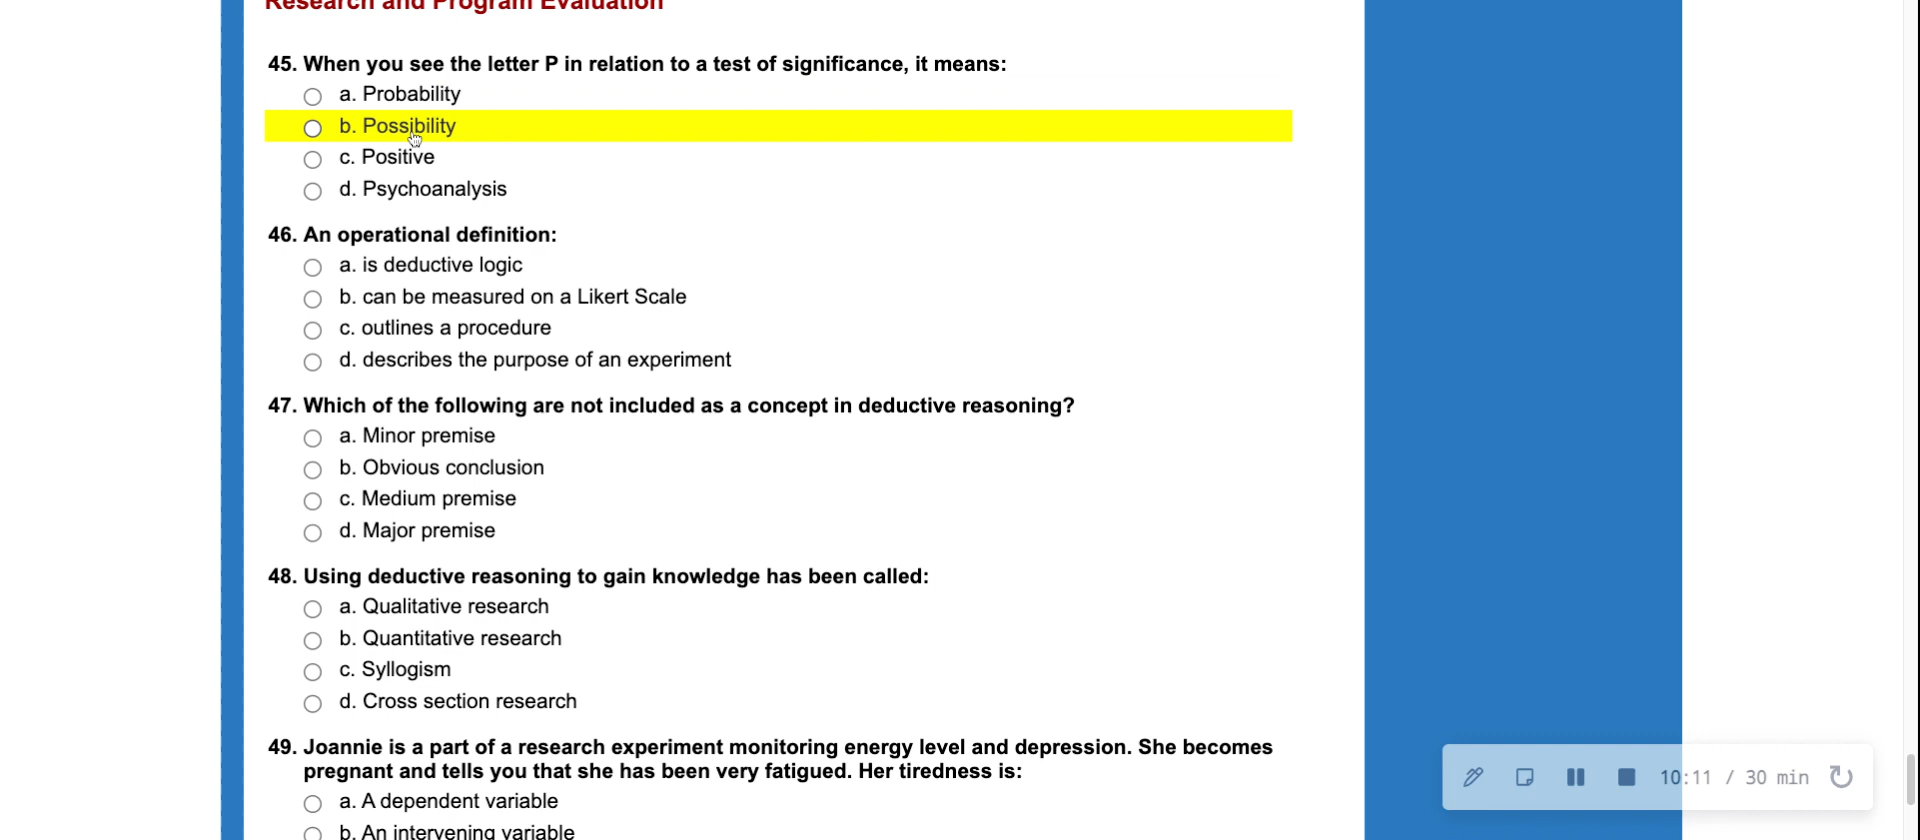 Research and Program Evaluation
45. When you see the letter P in relation to a test of significance, it means:
a. Probability
b. Possibility
c. Positive
d. Psychoanalysis
46. An operational definition:
a. is deductive logic
b. can be measured on a Likert Scale
c. outlines a procedure
d. describes the purpose of an experiment
47. Which of the following are not included as a concept in deductive reasoning?
a. Minor premise
b. Obvious conclusion
c. Medium premise
d. Major premise
48. Using deductive reasoning to gain knowledge has been called:
a. Qualitative research
b. Quantitative research
c. Syllogism
d. Cross section research
49. Joannie is a part of a research experiment monitoring energy level and depression. She becomes
pregnant and tells you that she has been very fatigued. Her tiredness is:
a. A dependent variable
b. An intervening variable
10:11 / 30 min